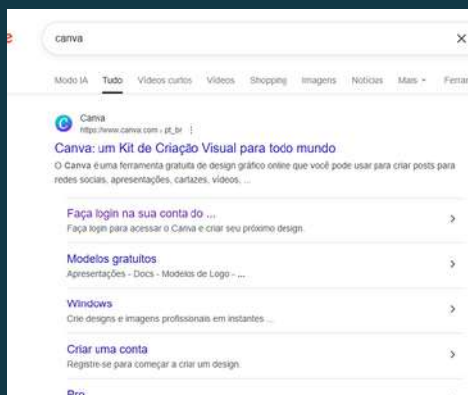 e
canva
Modo IA Tudo Vídeos curtos Vídeos Shopping Imagens Notícias Mais Ferrar
Canva
https://www.canva.com › pt_br
Canva: um Kit de Criação Visual para todo mundo
O Canva é uma ferramenta gratuita de design gráfico online que você pode usar para criar posts para
redes sociais, apresentações, cartazes, vídeos, ...
Faça login na sua conta do ...
Faça login para acessar o Canva e criar seu próximo design.
Modelos gratuitos
Apresentações - Docs - Modelos de Logo - ...
Windows
Crie designs e imagens profissionais em instantes ...
Criar uma conta
Registre-se para começar a criar um design.
Pro